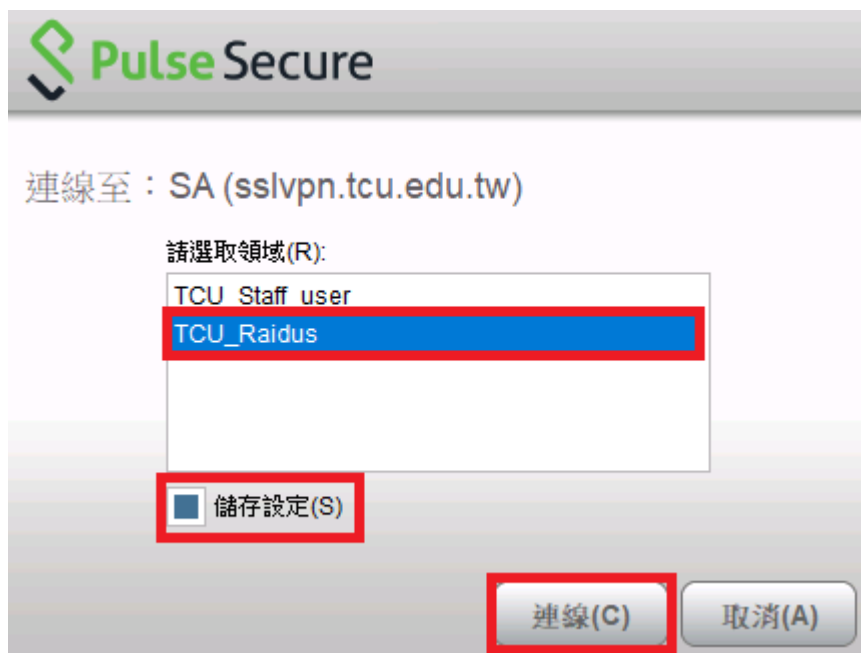 Pulse Secure
連線至：SA (sslvpn.tcu.edu.tw)
請選取領域(R):
TCU_Staff_user
TCU_Raidus
儲存設定(S)
連線(C) 取消(A)